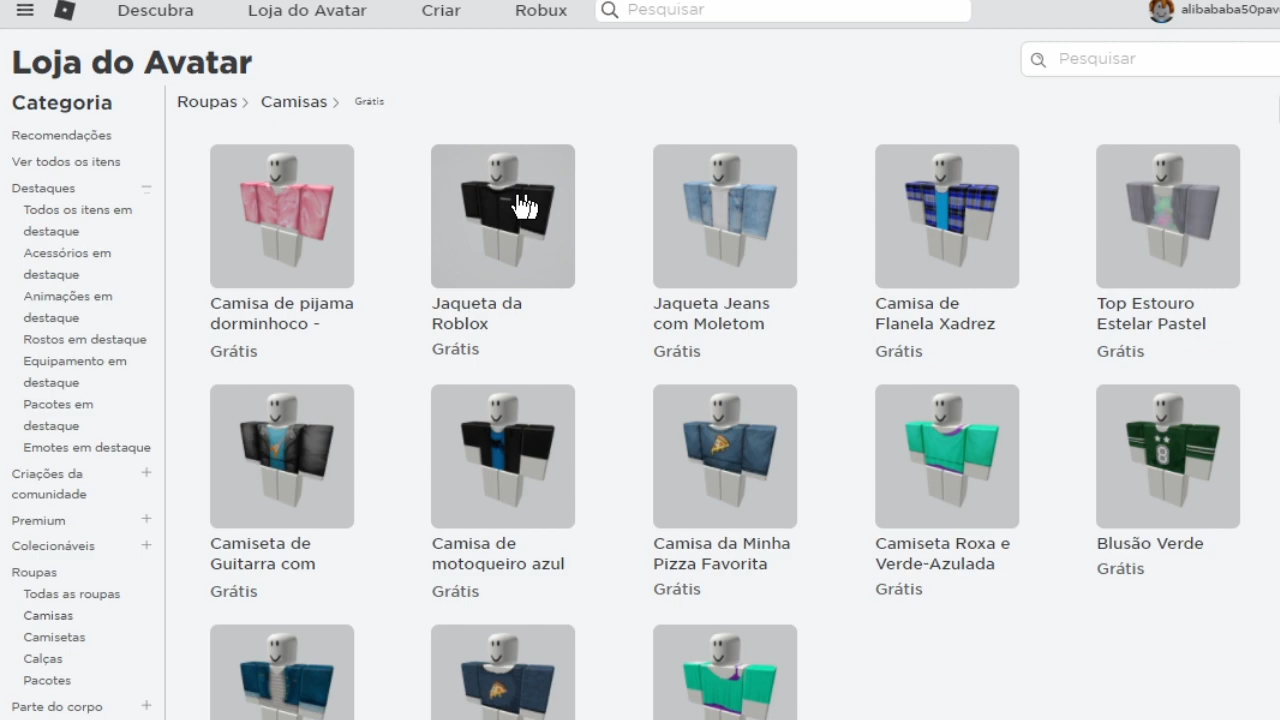 Descubra
Loja do Avatar
Criar
Robux
Pesquisar
alibababa50pav
Loja do Avatar
Pesquisar
Categoria
Recomendações
Ver todos os itens
Destaques
Todos os itens em
destaque
Acessórios em
destaque
Animações em
destaque
Rostos em destaque
Equipamento em
destaque
Pacotes em
destaque
Emotes em destaque
Criações da
comunidade
Premium
Colecionáveis
Roupas
Todas as roupas
Camisas
Camisetas
Calças
Pacotes
Parte do corpo
Roupas > Camisas > Grátis
Camisa de pijama
dorminhoco -
Grátis
Jaqueta da
Roblox
Grátis
Jaqueta Jeans
com Moletom
Grátis
Camisa de
Flanela Xadrez
Grátis
Top Estouro
Estelar Pastel
Grátis
Camiseta de
Guitarra com
Grátis
Camisa de
motoqueiro azul
Grátis
Camisa da Minha
Pizza Favorita
Grátis
Camiseta Roxa e
Verde-Azulada
Grátis
8
Blusão Verde
Grátis